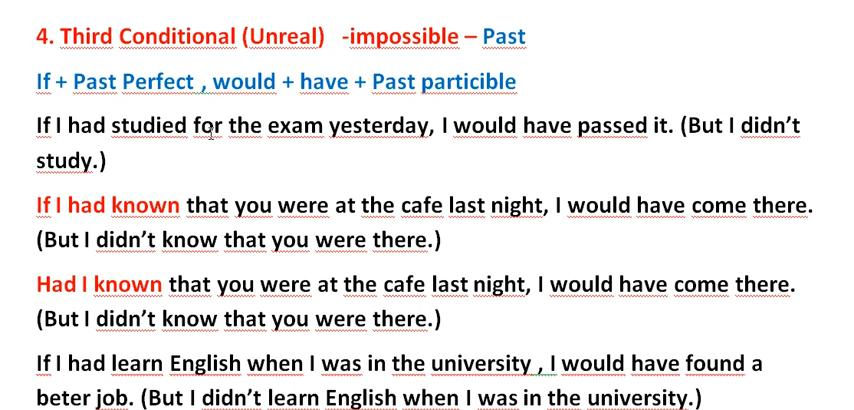 4. Third Conditional (Unreal) -impossible – Past
If + Past Perfect , would + have + Past particible
If I had studied for the exam yesterday, I would have passed it. (But I didn't
study.)
If I had known that you were at the cafe last night, I would have come there.
(But I didn't know that you were there.)
Had I known that you were at the cafe last night, I would have come there.
(But I didn't know that you were there.)
If I had learn English when I was in the university , I would have found a
beter job. (But I didn't learn English when I was in the university.)